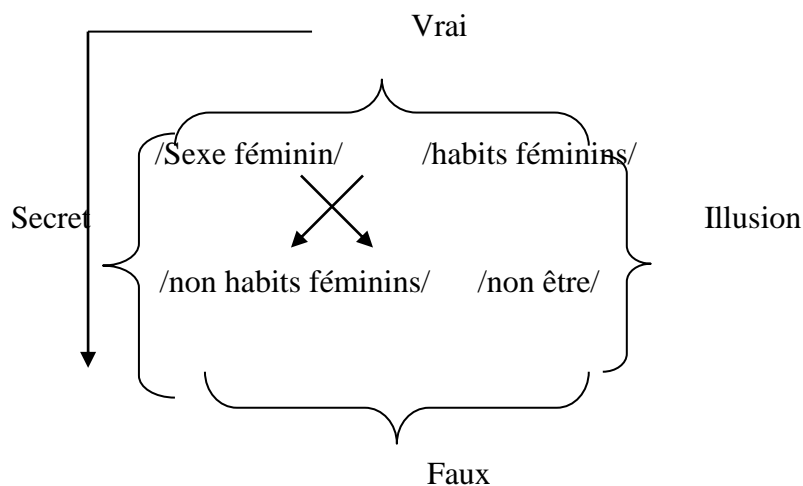 Vrai
/Sexe féminin/ /habits féminins/
Secret Illusion
/non habits féminins/ /non être/
Faux